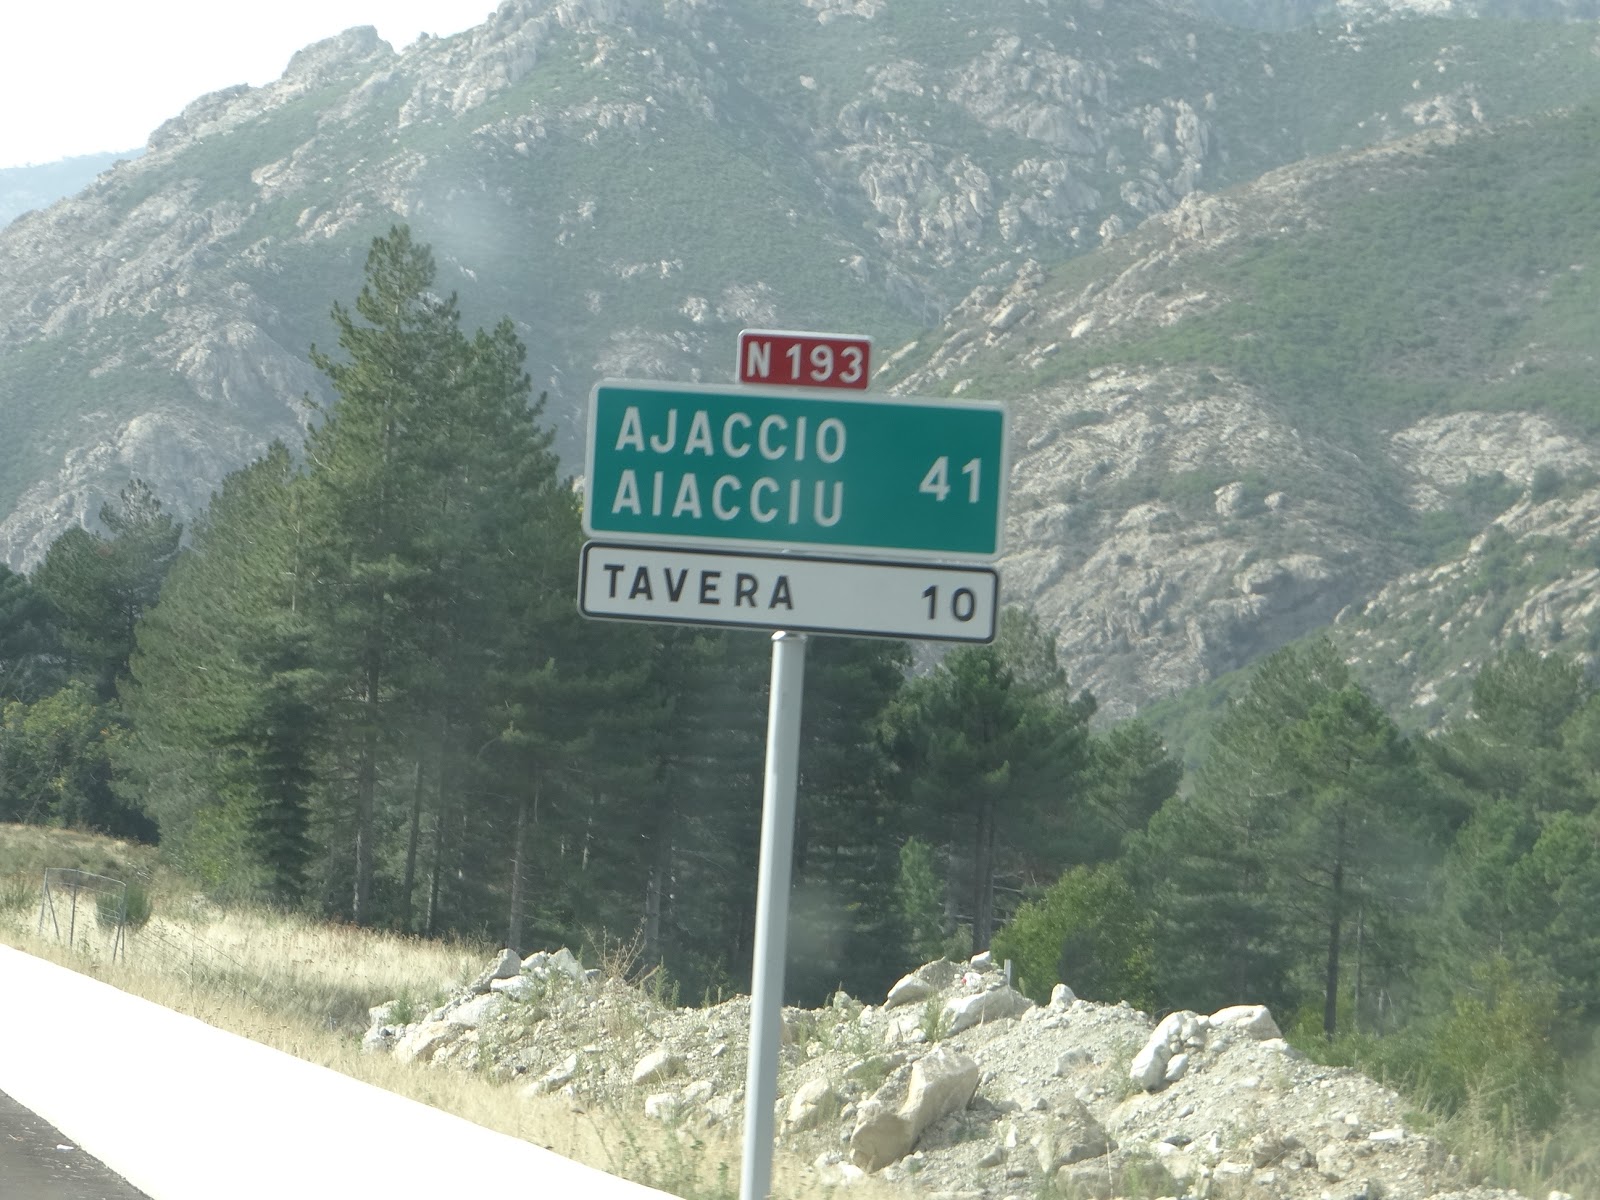 N 193
AJACCIO
AIACCIU 41
TAVERA 10